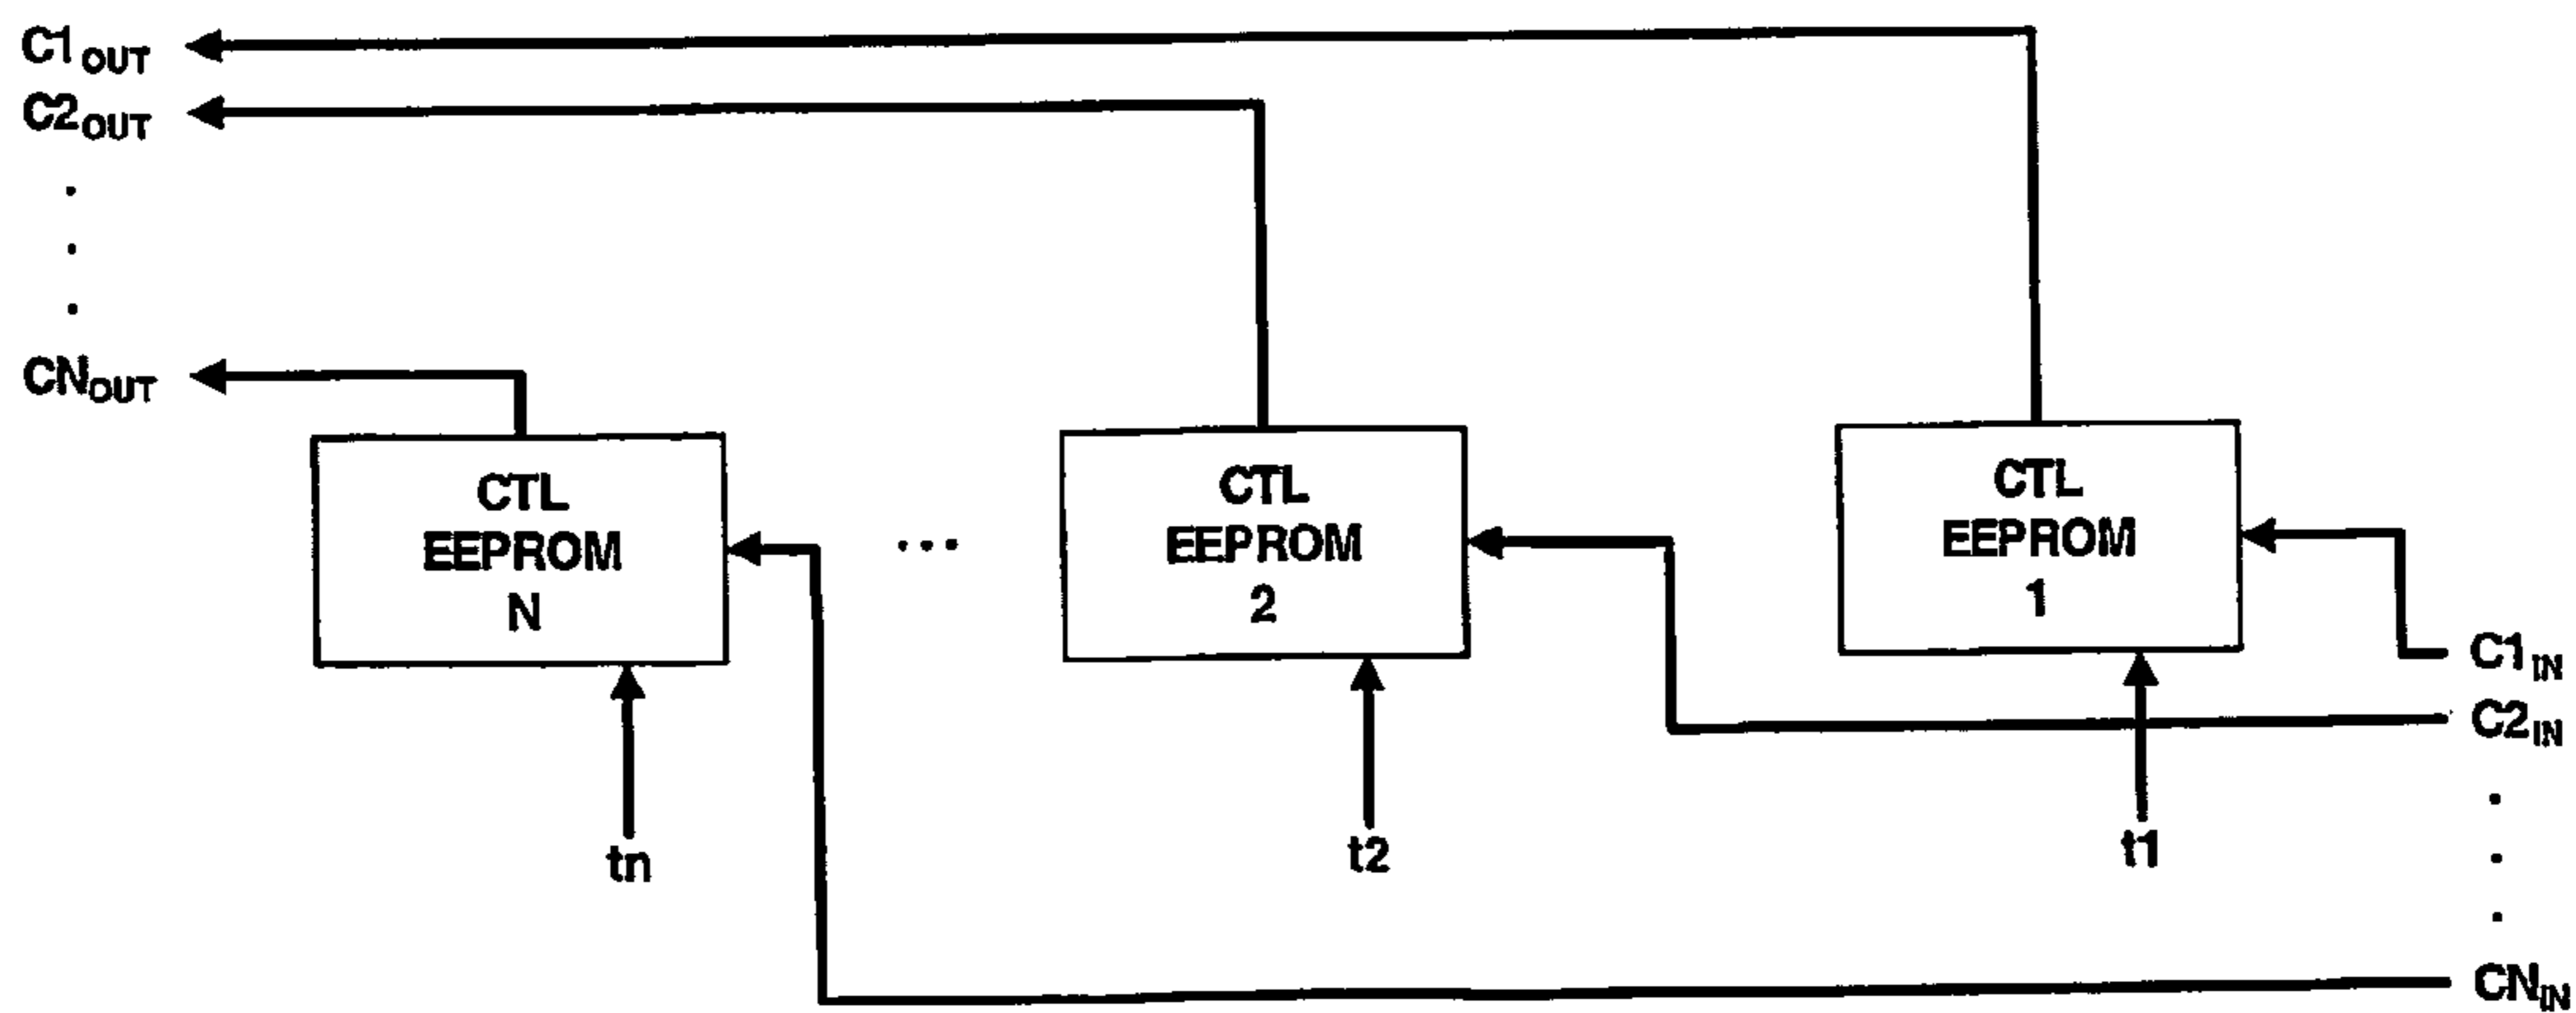 C1OUT
C2OUT
.
.
.
CNOUT
CTL
EEPROM
N
...
CTL
EEPROM
2
CTL
EEPROM
1
C1IN
C2IN
.
.
.
CNIN
tn
t2
t1